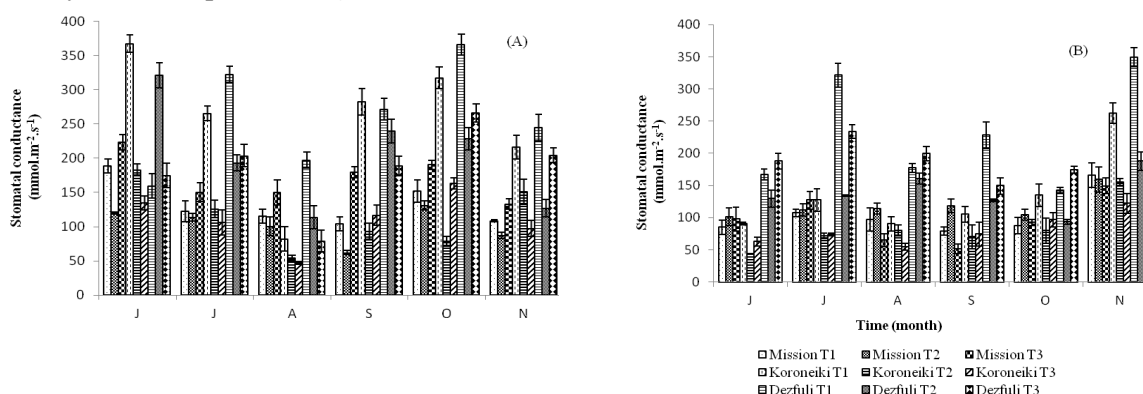 (A)
Stomatal conductance
(mmol.m-2.s-1)
400
350
300
250
200
150
100
50
0
J
J
A
S
O
N
(B)
Stomatal conductance
(mmol.m-2.s-1)
400
350
300
250
200
150
100
50
0
J
J
A
S
O
N
Time (month)
Mission T1
Mission T2
Mission T3
Koroneiki T1
Koroneiki T2
Koroneiki T3
Dezfuli T1
Dezfuli T2
Dezfuli T3